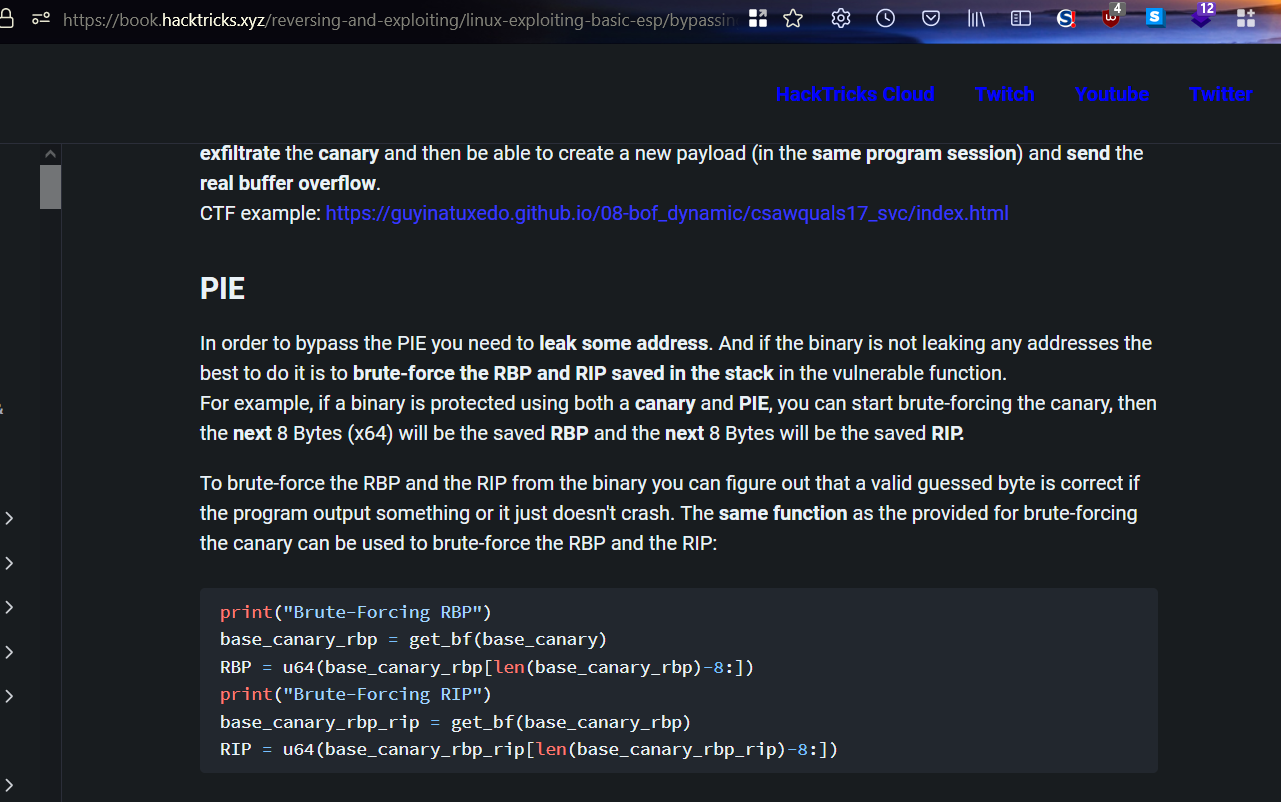 https://book.hacktricks.xyz/reversing-and-exploiting/linux-exploiting-basic-esp/bypassin
4
12
HackTricks Cloud
Twitch
Youtube
Twitter
exfiltrate the canary and then be able to create a new payload (in the same program session) and send the
real buffer overflow.
CTF example: https://guyinatuxedo.github.io/08-bof_dynamic/csawquals17_svc/index.html
PIE
In order to bypass the PIE you need to leak some address. And if the binary is not leaking any addresses the
best to do it is to brute-force the RBP and RIP saved in the stack in the vulnerable function.
For example, if a binary is protected using both a canary and PIE, you can start brute-forcing the canary, then
the next 8 Bytes (x64) will be the saved RBP and the next 8 Bytes will be the saved RIP.
To brute-force the RBP and the RIP from the binary you can figure out that a valid guessed byte is correct if
the program output something or it just doesn't crash. The same function as the provided for brute-forcing
the canary can be used to brute-force the RBP and the RIP:
print("Brute-Forcing RBP")
base_canary_rbp = get_bf(base_canary)
RBP = u64(base_canary_rbp[len(base_canary_rbp)-8:])
print("Brute-Forcing RIP")
base_canary_rbp_rip = get_bf(base_canary_rbp)
RIP = u64(base_canary_rbp_rip[len(base_canary_rbp_rip)-8:])